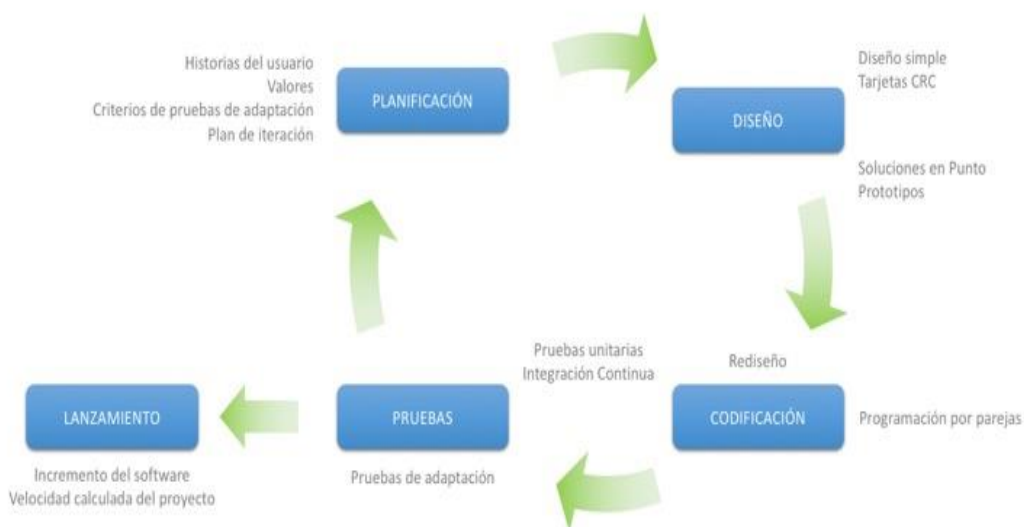 Historias del usuario
Valores
Criterios de pruebas de adaptación
Plan de iteración
PLANIFICACIÓN
Diseño simple
Tarjetas CRC
DISEÑO
Soluciones en Punto
Prototipos
Pruebas unitarias
Integración Continua
Rediseño
LANZAMIENTO
PRUEBAS
CODIFICACIÓN
Programación por parejas
Incremento del software
Velocidad calculada del proyecto
Pruebas de adaptación